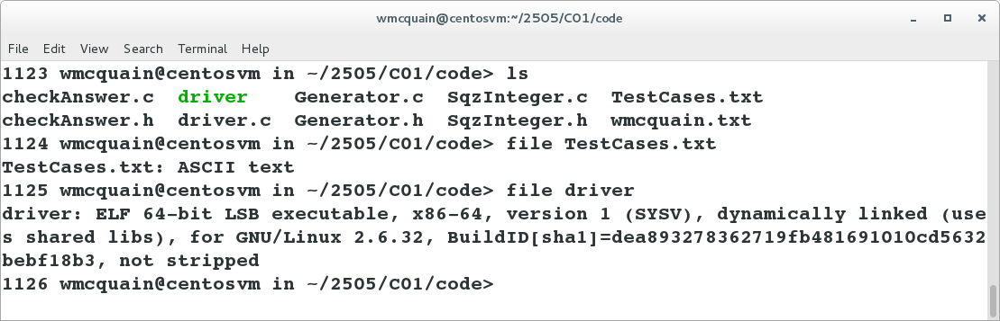 wmcquain@centosvm:~/2505/C01/code
File Edit View Search Terminal Help
1123 wmcquain@centosvm in ~/2505/C01/code> ls
checkAnswer.c  driver    Generator.c  SqzInteger.c  TestCases.txt
checkAnswer.h  driver.c  Generator.h  SqzInteger.h  wmcquain.txt
1124 wmcquain@centosvm in ~/2505/C01/code> file TestCases.txt
TestCases.txt: ASCII text
1125 wmcquain@centosvm in ~/2505/C01/code> file driver
driver: ELF 64-bit LSB executable, x86-64, version 1 (SYSV), dynamically linked (use
s shared libs), for GNU/Linux 2.6.32, BuildID[sha1]=dea893278362719fb481691010cd5632
bebf18b3, not stripped
1126 wmcquain@centosvm in ~/2505/C01/code>